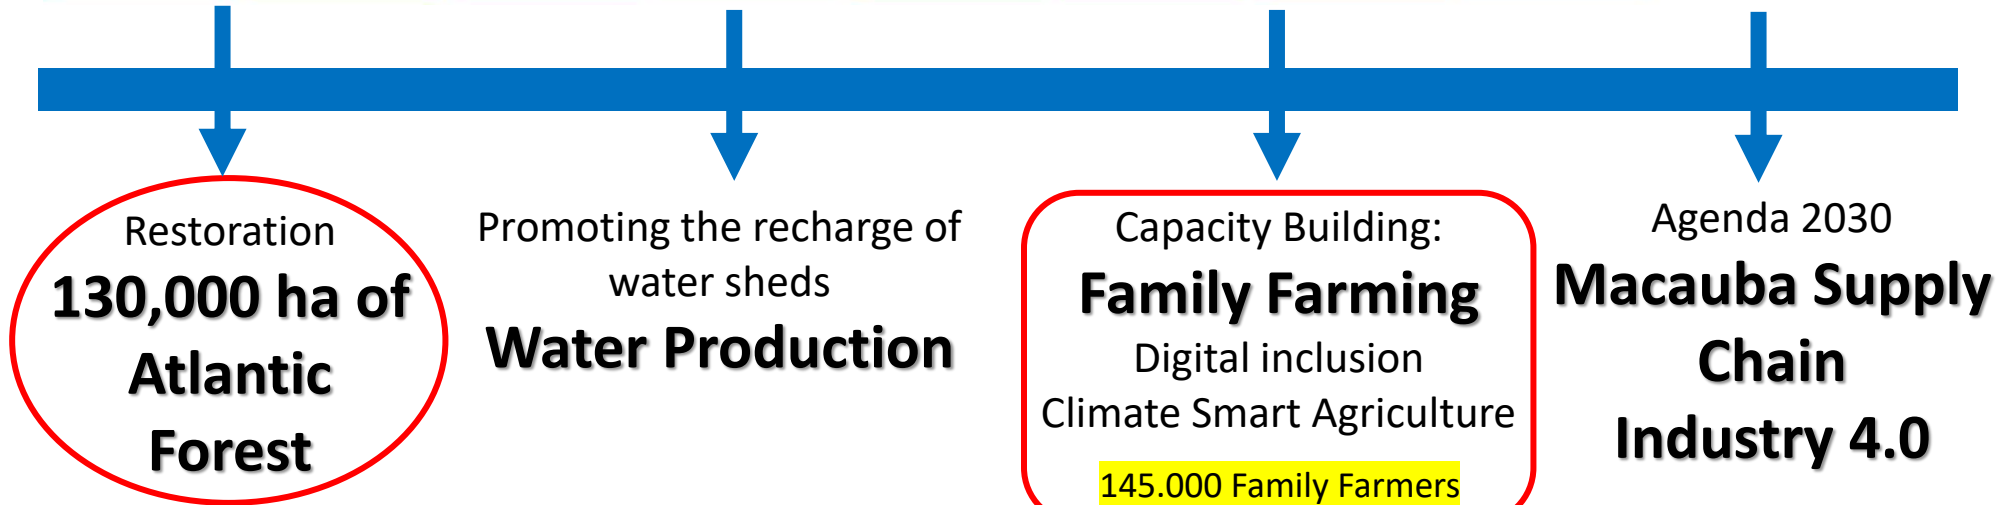 Restoration
130,000 ha of
Atlantic
Forest
Promoting the recharge of
water sheds
Water Production
Capacity Building:
Family Farming
Digital inclusion
Climate Smart Agriculture
145.000 Family Farmers
Agenda 2030
Macauba Supply
Chain
Industry 4.0